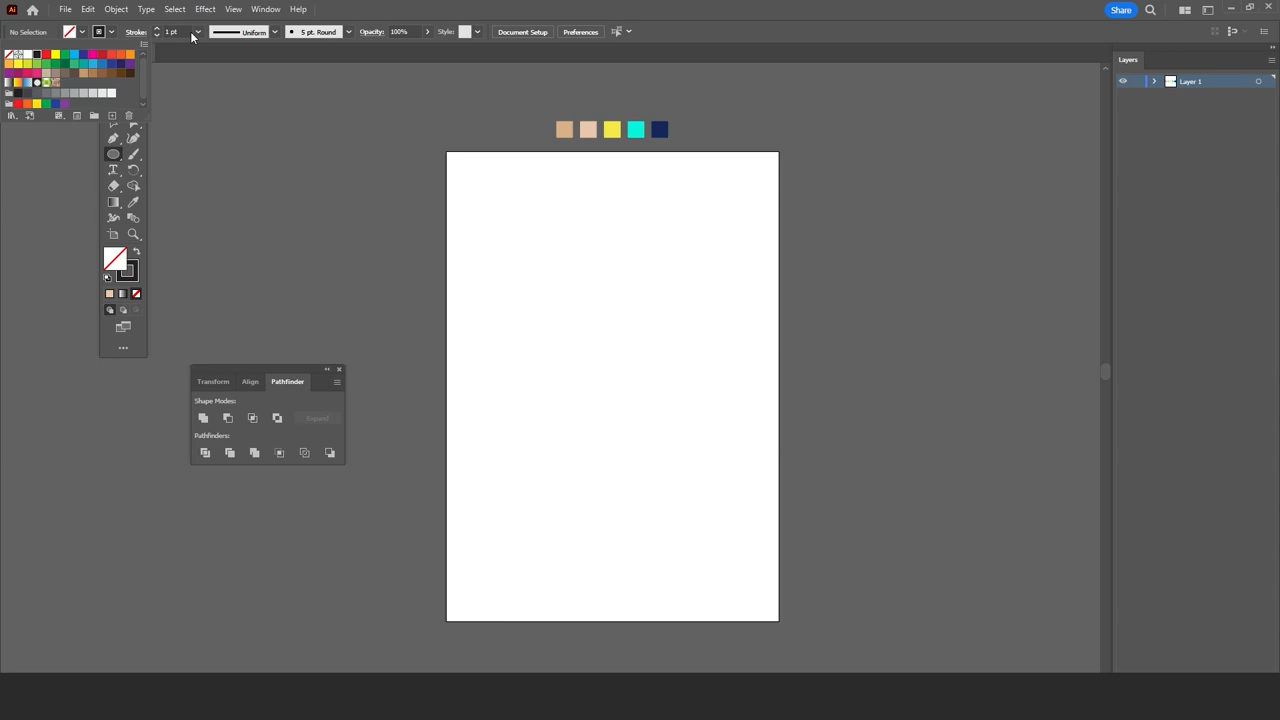 Ai File Edit Object Type Select Effect View Window Help Share
No Selection Stroke: 1 pt Uniform 5 pt. Round Opacity: 100% Style: Document Setup Preferences
Layers
Layer 1
Transform Align Pathfinder
Shape Modes:
Expand
Pathfinders: